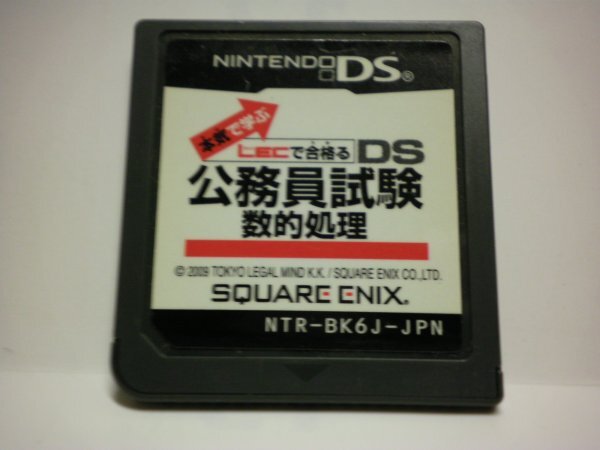 NINTENDO DS®
本気で学ぶ
LECで合格る DS
公務員試験
数的処理
© 2009 TOKYO LEGAL MIND K.K. / SQUARE ENIX CO.,LTD.
SQUARE ENIX®
NTR-BK6J-JPN